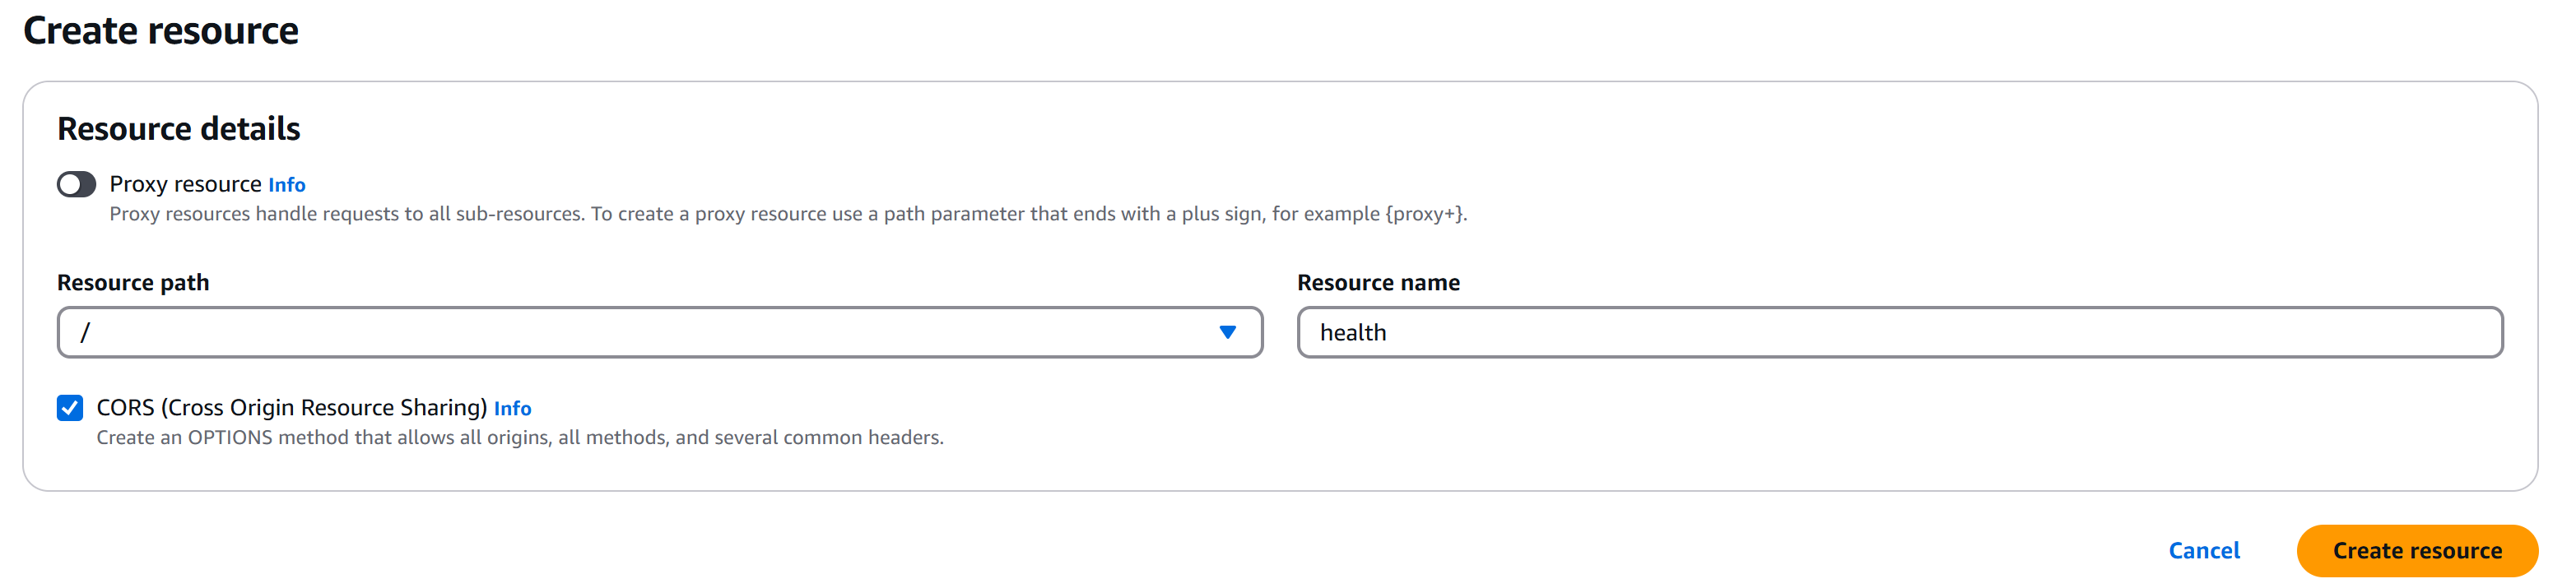 Create resource
Resource details
Proxy resource Info
Proxy resources handle requests to all sub-resources. To create a proxy resource use a path parameter that ends with a plus sign, for example {proxy+}.
Resource path
Resource name
/
health
CORS (Cross Origin Resource Sharing) Info
Create an OPTIONS method that allows all origins, all methods, and several common headers.
Cancel
Create resource